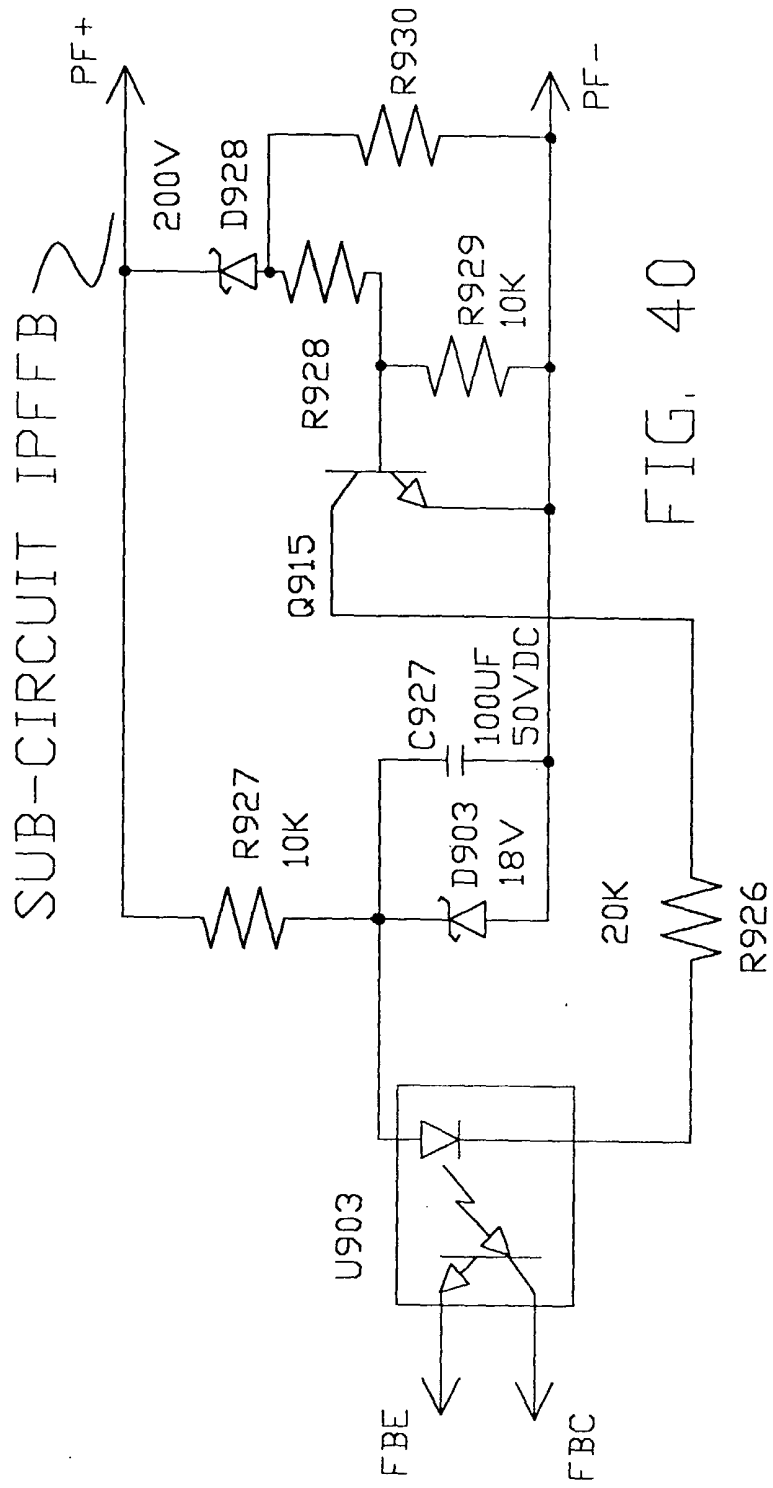 SUB-CIRCUIT IPFFB
PF+
200V
D928
R930
R927
10K
R928
R929
10K
Q915
C927
100UF
50VDC
D903
18V
PF-
U903
20K
R926
FBE
FBC
FIG. 40